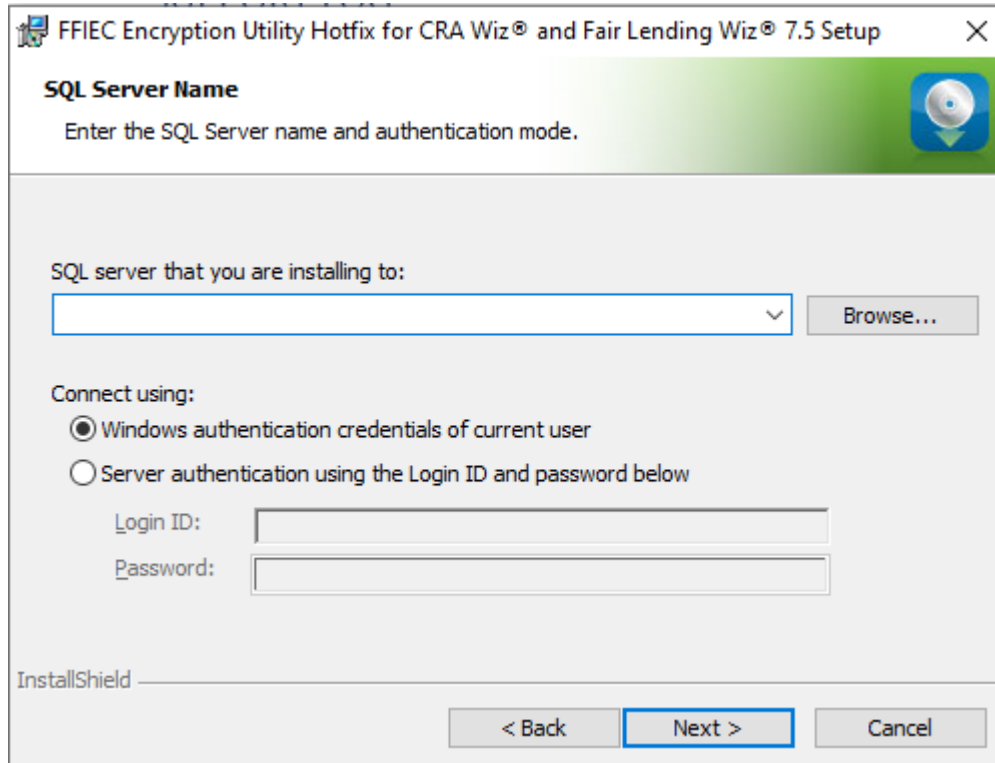 FFIEC Encryption Utility Hotfix for CRA Wiz® and Fair Lending Wiz® 7.5 Setup
SQL Server Name
Enter the SQL Server name and authentication mode.
SQL server that you are installing to:
Browse...
Connect using:
Windows authentication credentials of current user
Server authentication using the Login ID and password below
Login ID:
Password:
InstallShield
< Back Next > Cancel